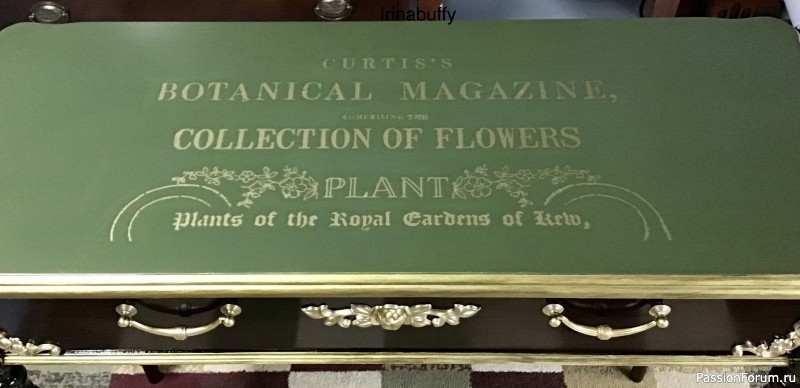 Irinabuffy
CURTIS'S
BOTANICAL MAGAZINE,
COMPRISING THE
COLLECTION OF FLOWERS
PLANT
Plants of the Royal Gardens of Kew,
PassionForum.ru